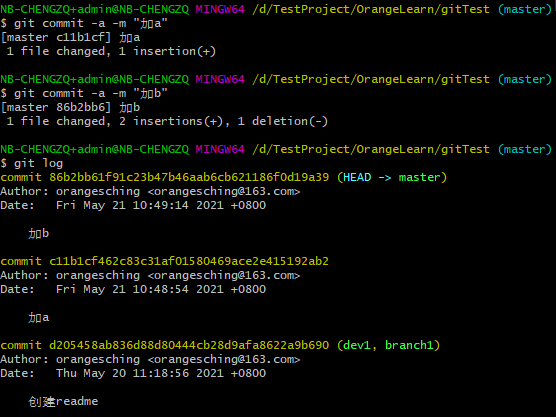 NB-CHENGZQ+admin@NB-CHENGZQ MINGW64 /d/TestProject/OrangeLearn/gitTest (master)
$ git commit -a -m "加a"
[master c11b1cf] 加a
 1 file changed, 1 insertion(+)
NB-CHENGZQ+admin@NB-CHENGZQ MINGW64 /d/TestProject/OrangeLearn/gitTest (master)
$ git commit -a -m "加b"
[master 86b2bb6] 加b
 1 file changed, 2 insertions(+), 1 deletion(-)
NB-CHENGZQ+admin@NB-CHENGZQ MINGW64 /d/TestProject/OrangeLearn/gitTest (master)
$ git log
commit 86b2bb61f91c23b47b46aab6cb621186f0d19a39 (HEAD -> master)
Author: orangesching <orangesching@163.com>
Date:   Fri May 21 10:49:14 2021 +0800
    加b
commit c11b1cf462c83c31af01580469ace2e415192ab2
Author: orangesching <orangesching@163.com>
Date:   Fri May 21 10:48:54 2021 +0800
    加a
commit d205458ab836d88d80444cb28d9afa8622a9b690 (dev1, branch1)
Author: orangesching <orangesching@163.com>
Date:   Thu May 20 11:18:56 2021 +0800
    创建readme